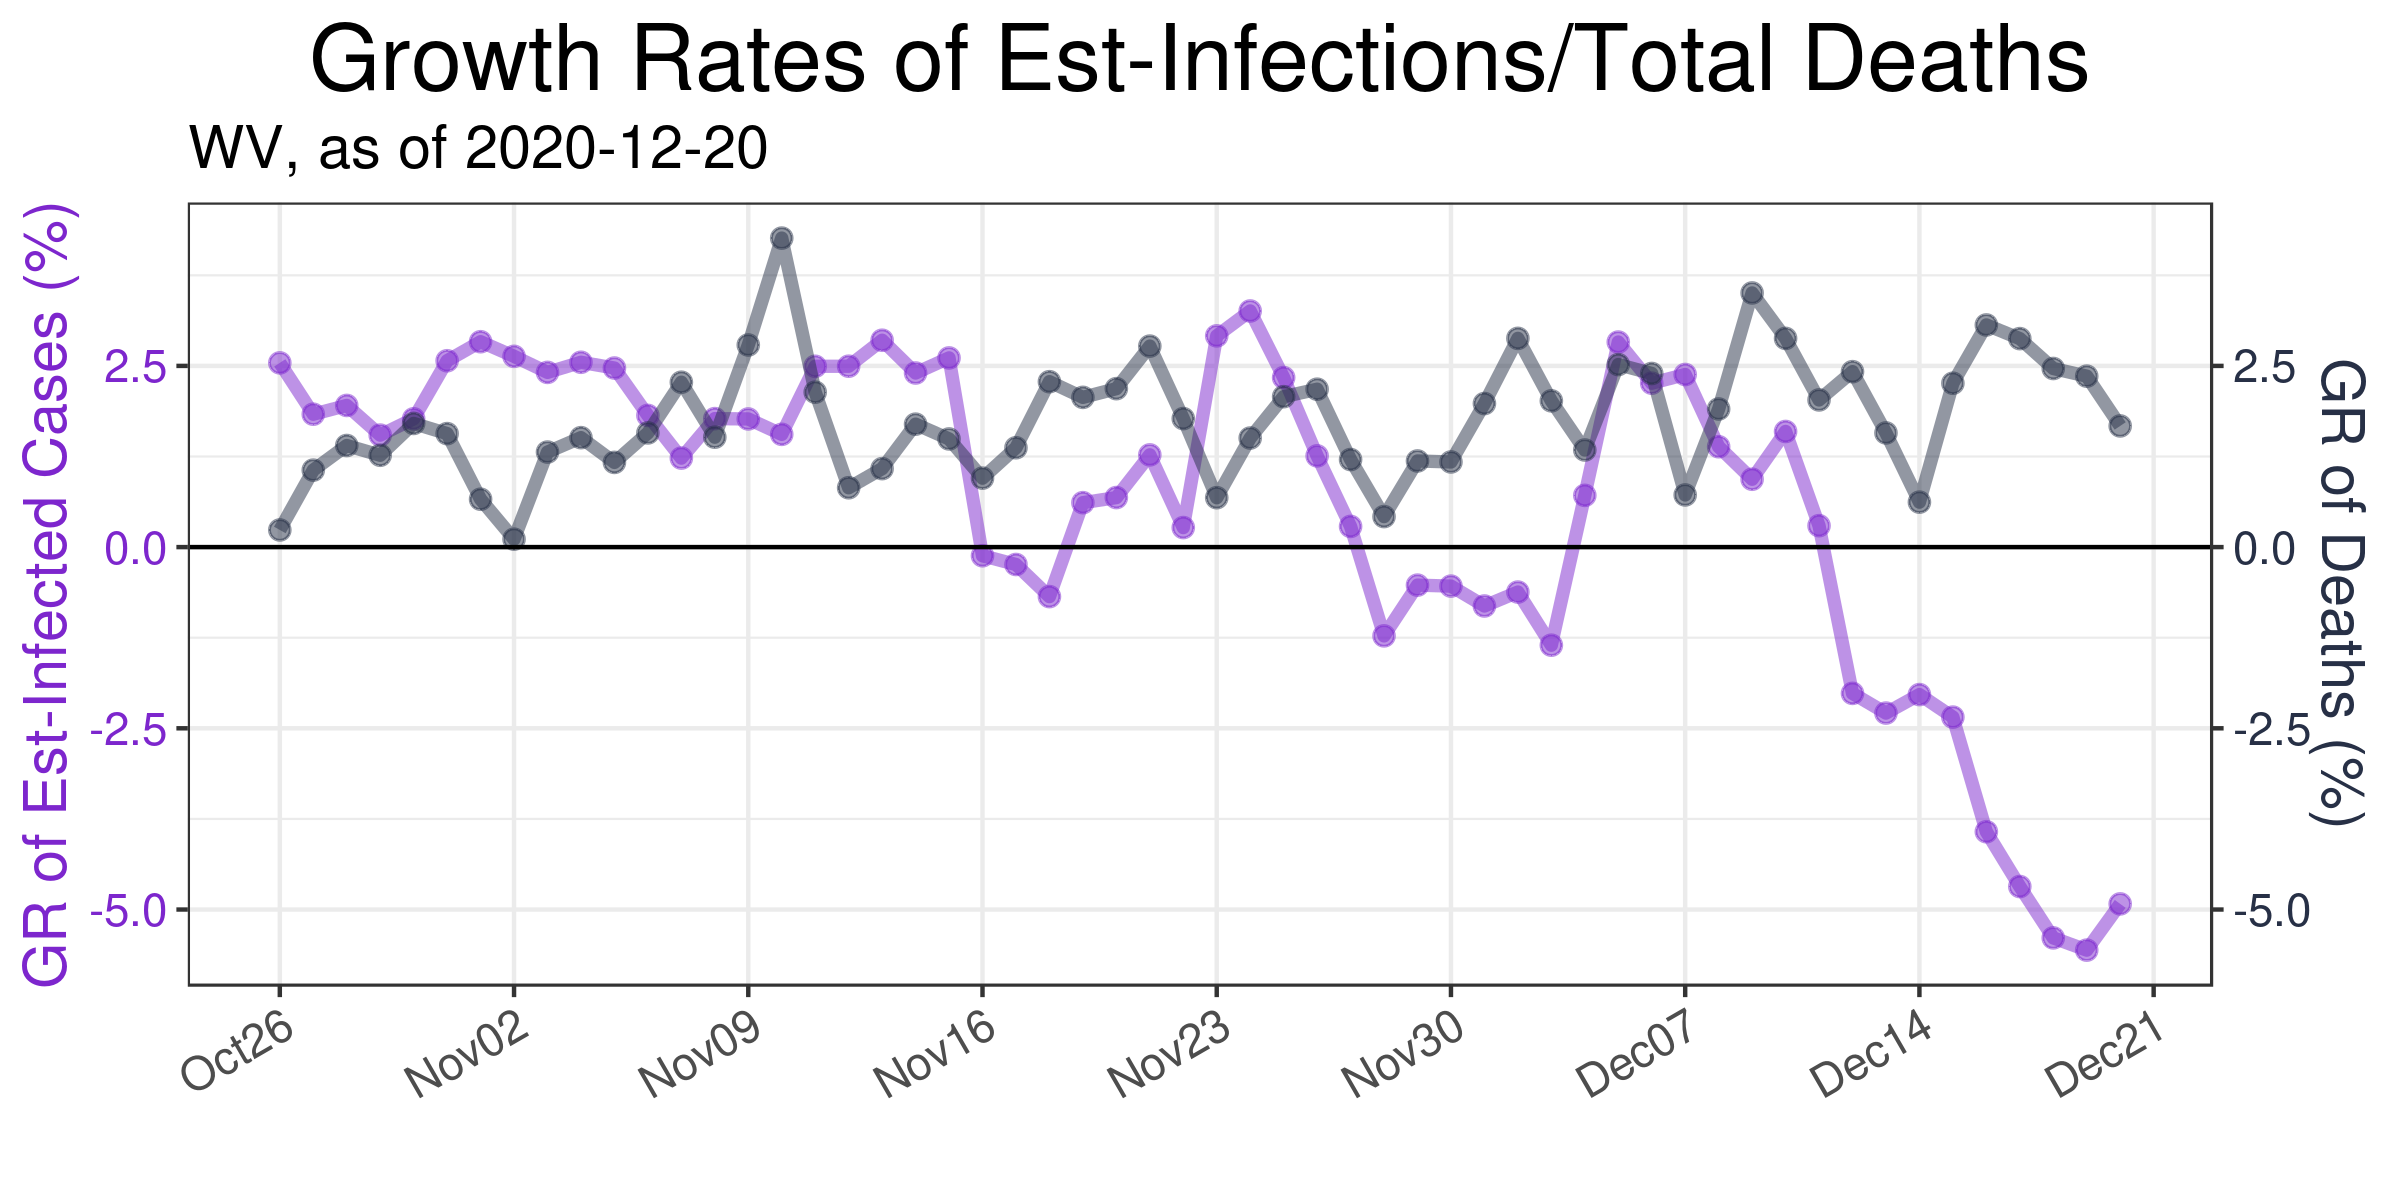 Growth Rates of Est-Infections/Total Deaths
WV, as of 2020-12-20
GR of Est-Infected Cases (%)
2.5
0.0
-2.5
-5.0
2.5
0.0
-2.5
-5.0
GR of Deaths (%)
Oct26
Nov02
Nov09
Nov16
Nov23
Nov30
Dec07
Dec14
Dec21